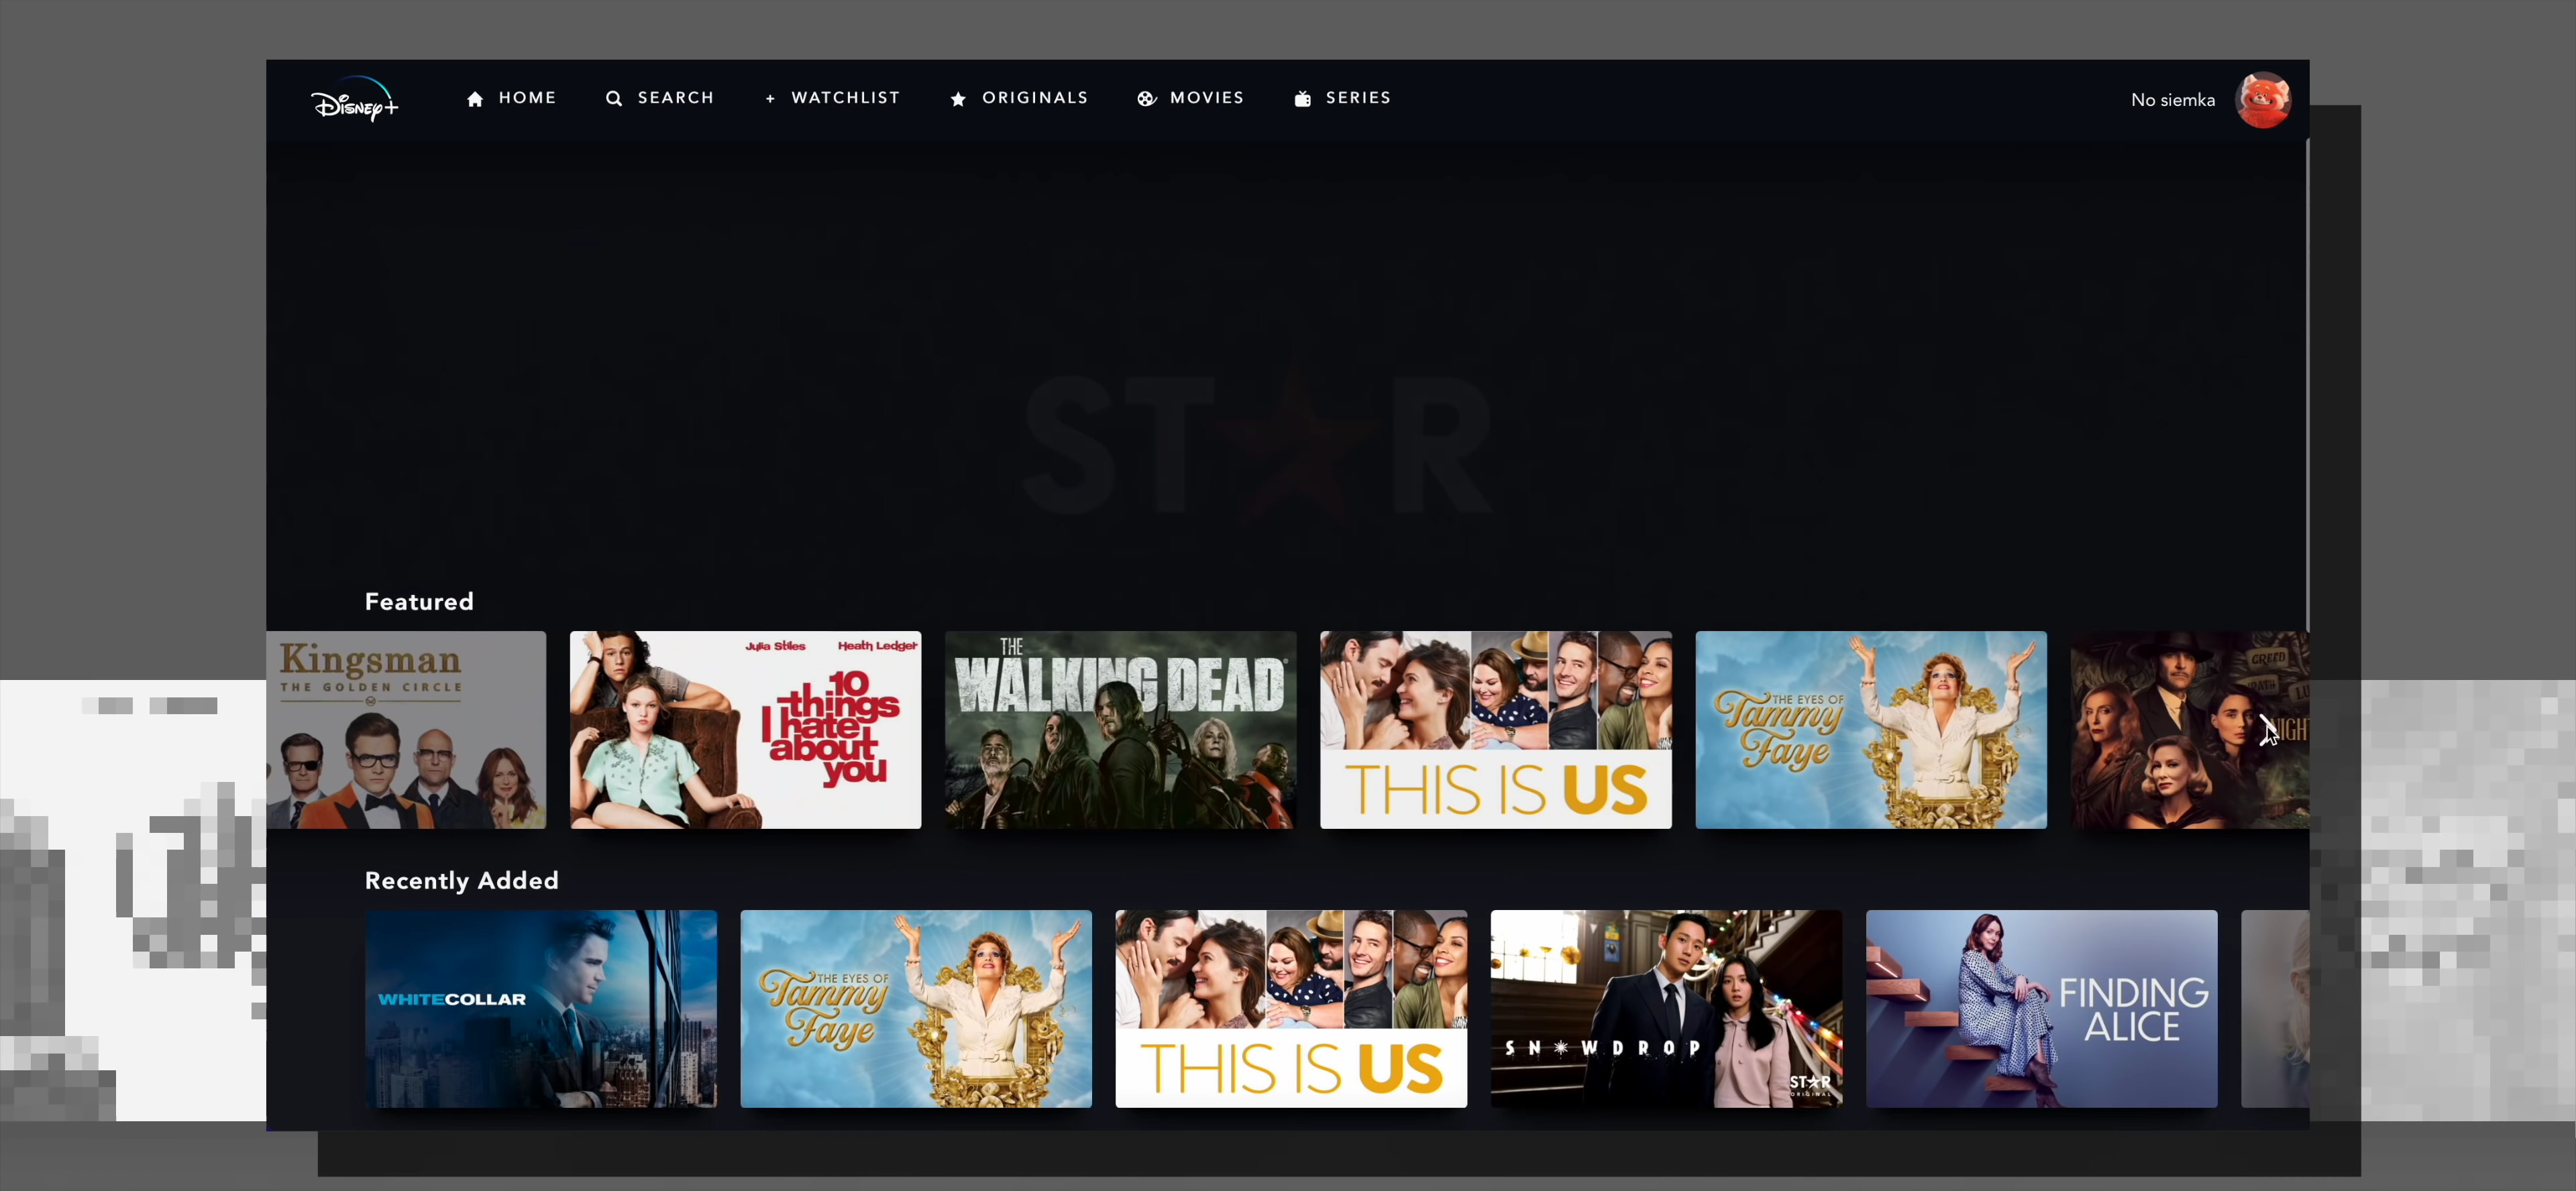 Disney+
HOME
SEARCH
WATCHLIST
ORIGINALS
MOVIES
SERIES
No siemka
STAR
Featured
Kingsman
THE GOLDEN CIRCLE
Julia Stiles Heath Ledger
10
things
I hate
about
you
THE
WALKING DEAD
THIS IS US
THE EYES OF
Tammy
Faye
GREED
Recently Added
WHITECOLLAR
THE EYES OF
Tammy
Faye
THIS IS US
SNOWDROP
STAR
ORIGINAL
FINDING
ALICE